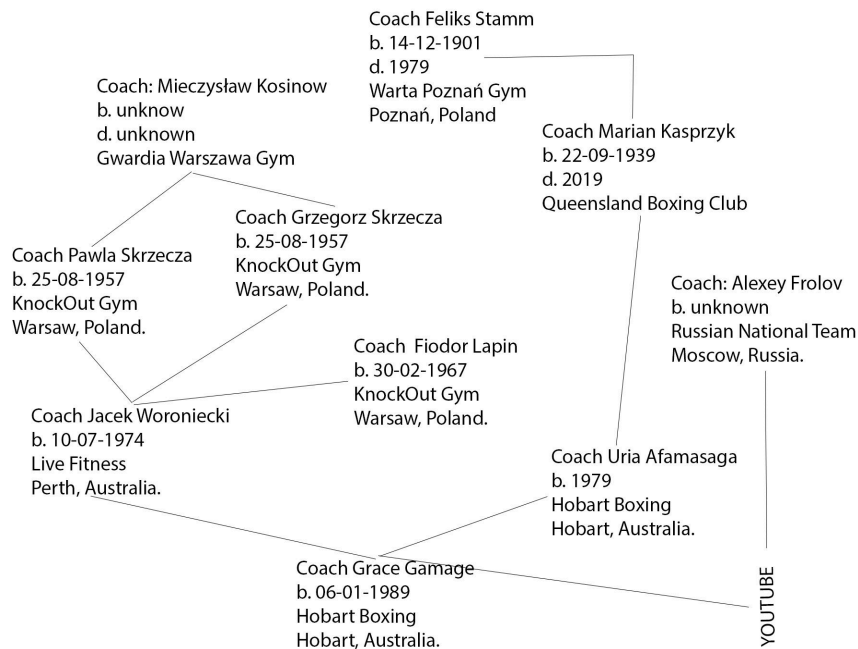 Coach Feliks Stamm
b. 14-12-1901
d. 1979
Warta Poznań Gym
Poznań, Poland
Coach: Mieczysław Kosinow
b. unknow
d. unknown
Gwardia Warszawa Gym
Coach Marian Kasprzyk
b. 22-09-1939
d. 2019
Queensland Boxing Club
Coach Grzegorz Skrzecza
b. 25-08-1957
KnockOut Gym
Warsaw, Poland.
Coach Pawla Skrzecza
b. 25-08-1957
KnockOut Gym
Warsaw, Poland.
Coach: Alexey Frolov
b. unknown
Russian National Team
Moscow, Russia.
Coach Fiodor Lapin
b. 30-02-1967
KnockOut Gym
Warsaw, Poland.
Coach Jacek Woroniecki
b. 10-07-1974
Live Fitness
Perth, Australia.
Coach Uria Afamasaga
b. 1979
Hobart Boxing
Hobart, Australia.
Coach Grace Gamage
b. 06-01-1989
Hobart Boxing
Hobart, Australia.
YOUTUBE